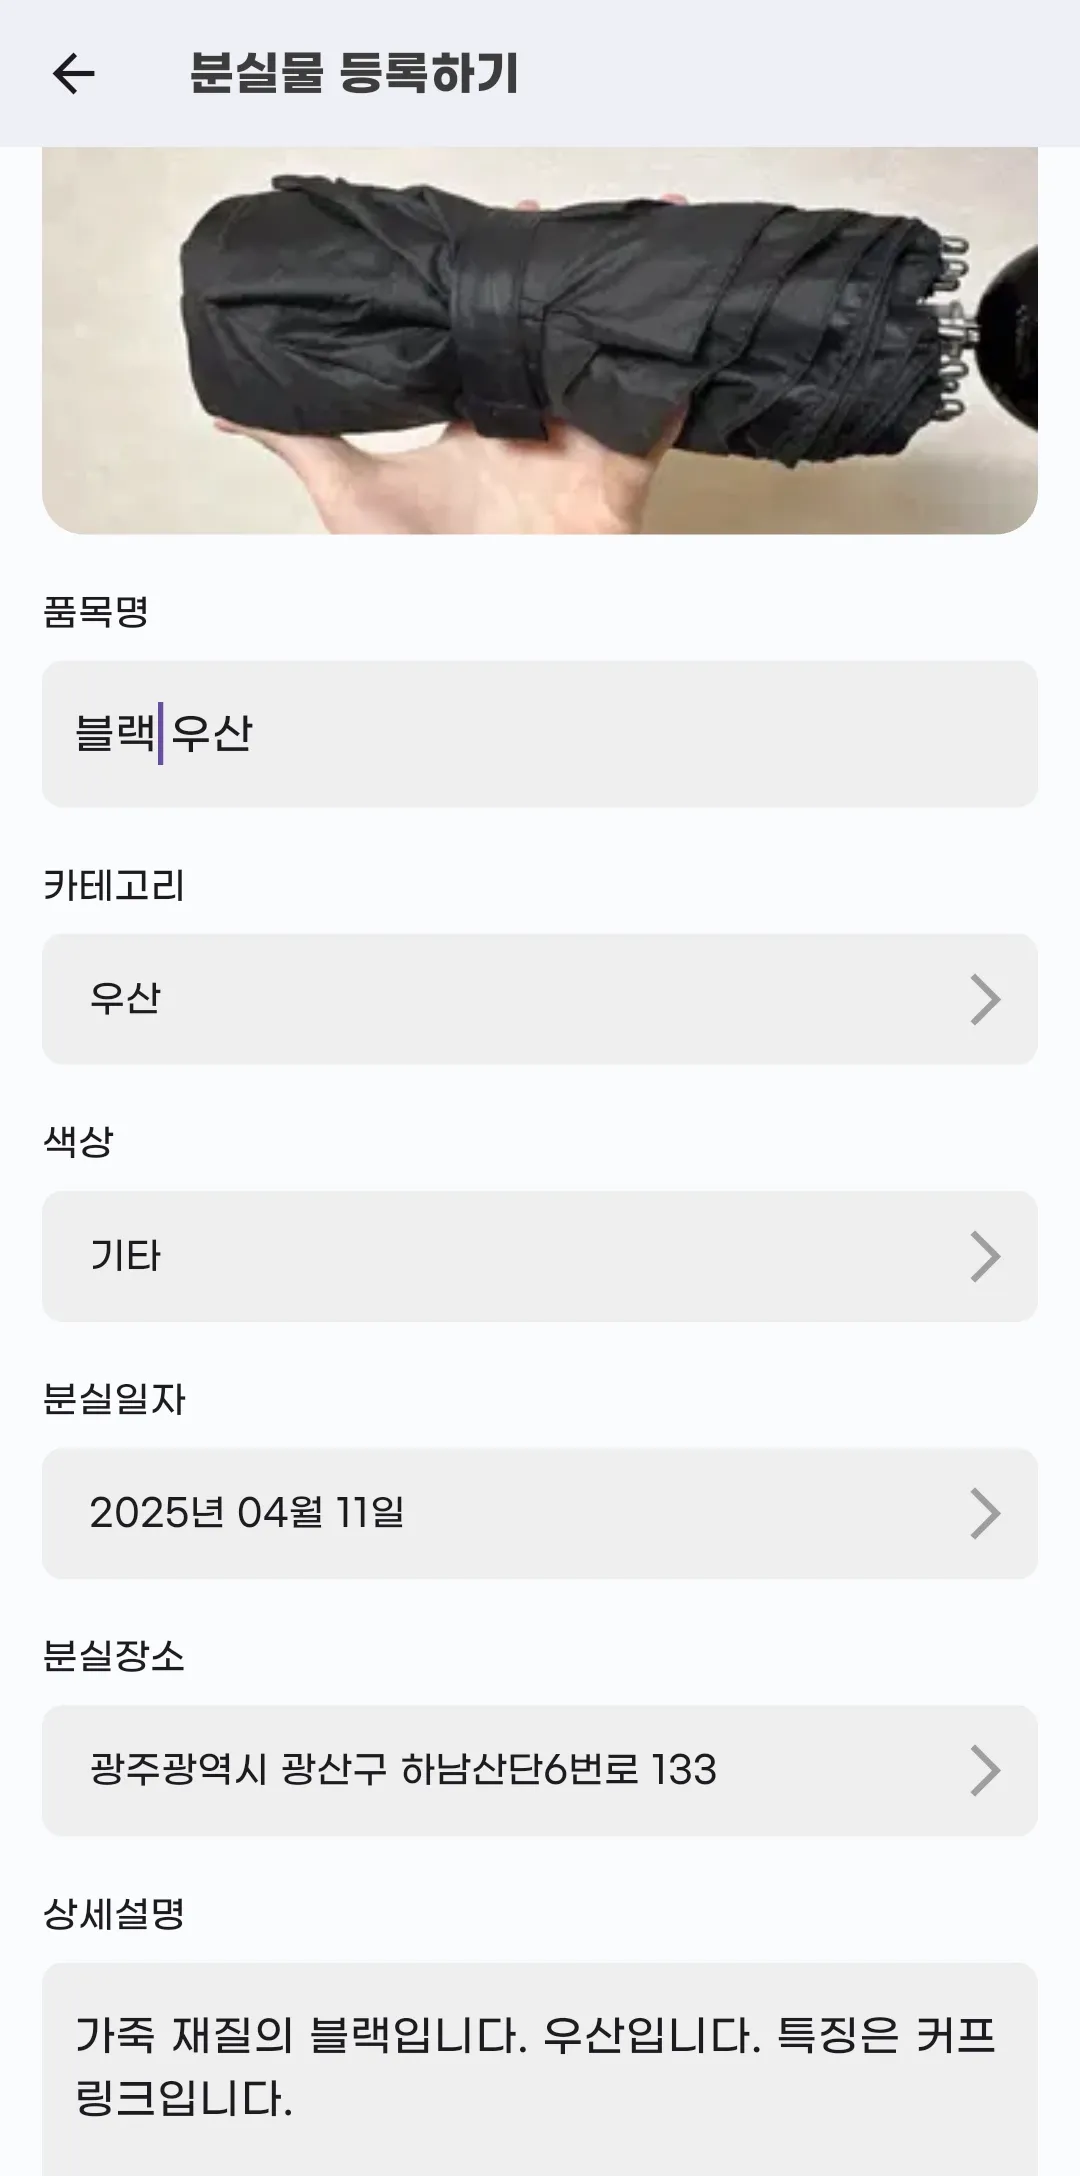 분실물 등록하기
품목명
블랙 우산
카테고리
우산
색상
기타
분실일자
2025년 04월 11일
분실장소
광주광역시 광산구 하남산단6번로 133
상세설명
가죽 재질의 블랙입니다. 우산입니다. 특징은 커프
링크입니다.